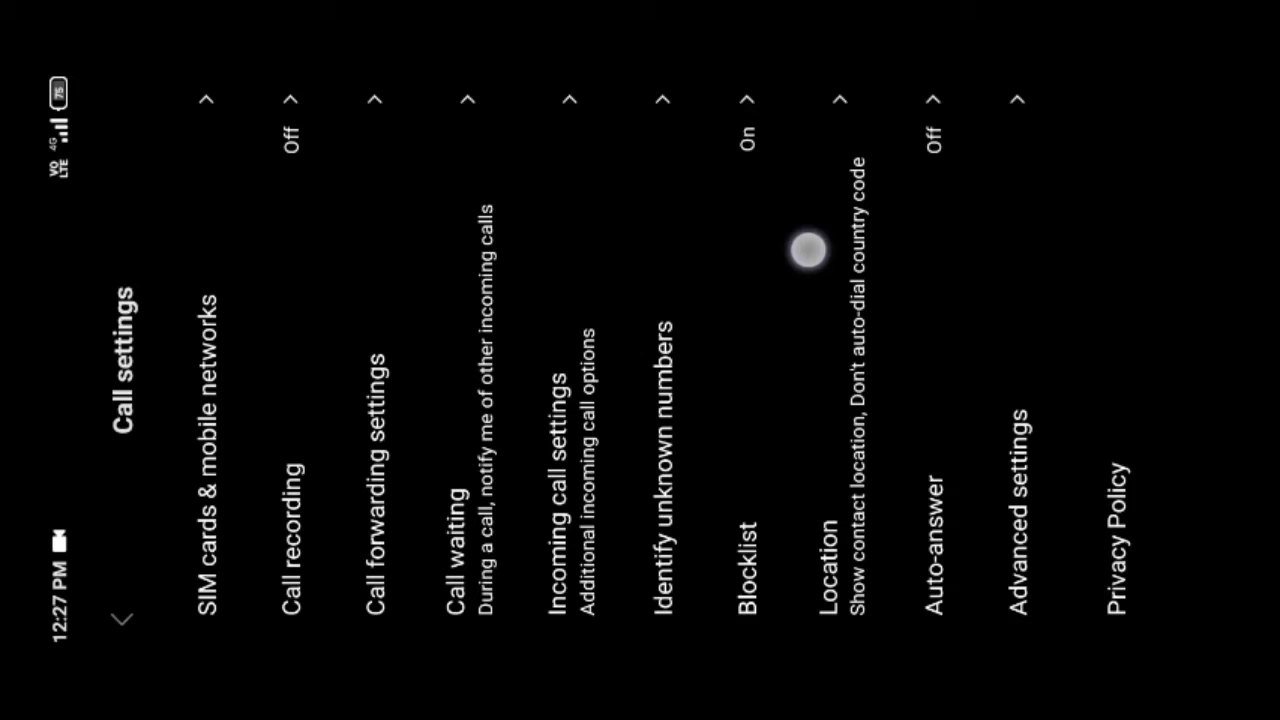 12:27 PM VO LTE 4G 75
Call settings
SIM cards & mobile networks
Call recording Off
Call forwarding settings
Call waiting
During a call, notify me of other incoming calls
Incoming call settings
Additional incoming call options
Identify unknown numbers
Blocklist On
Location
Show contact location, Don't auto-dial country code
Auto-answer Off
Advanced settings
Privacy Policy